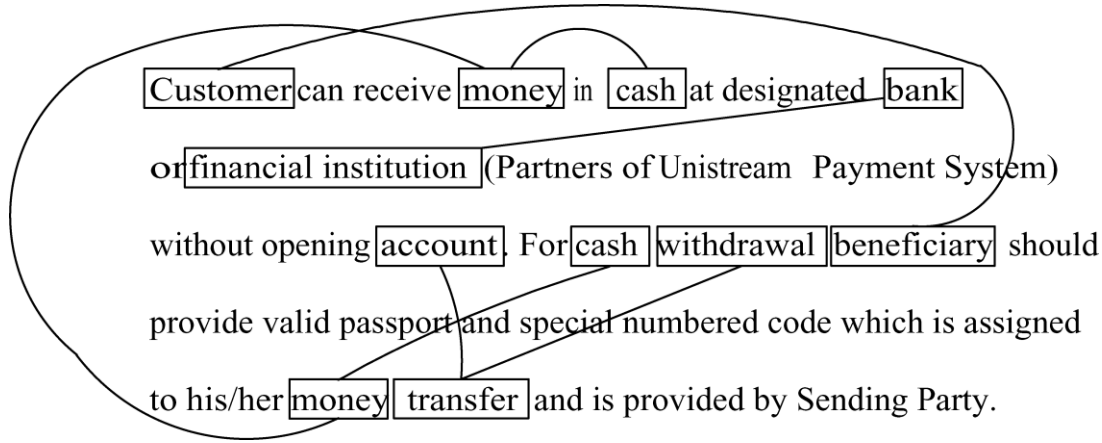 Customer can receive money in cash at designated bank
or financial institution (Partners of Unistream Payment System)
without opening account. For cash withdrawal beneficiary should
provide valid passport and special numbered code which is assigned
to his/her money transfer and is provided by Sending Party.